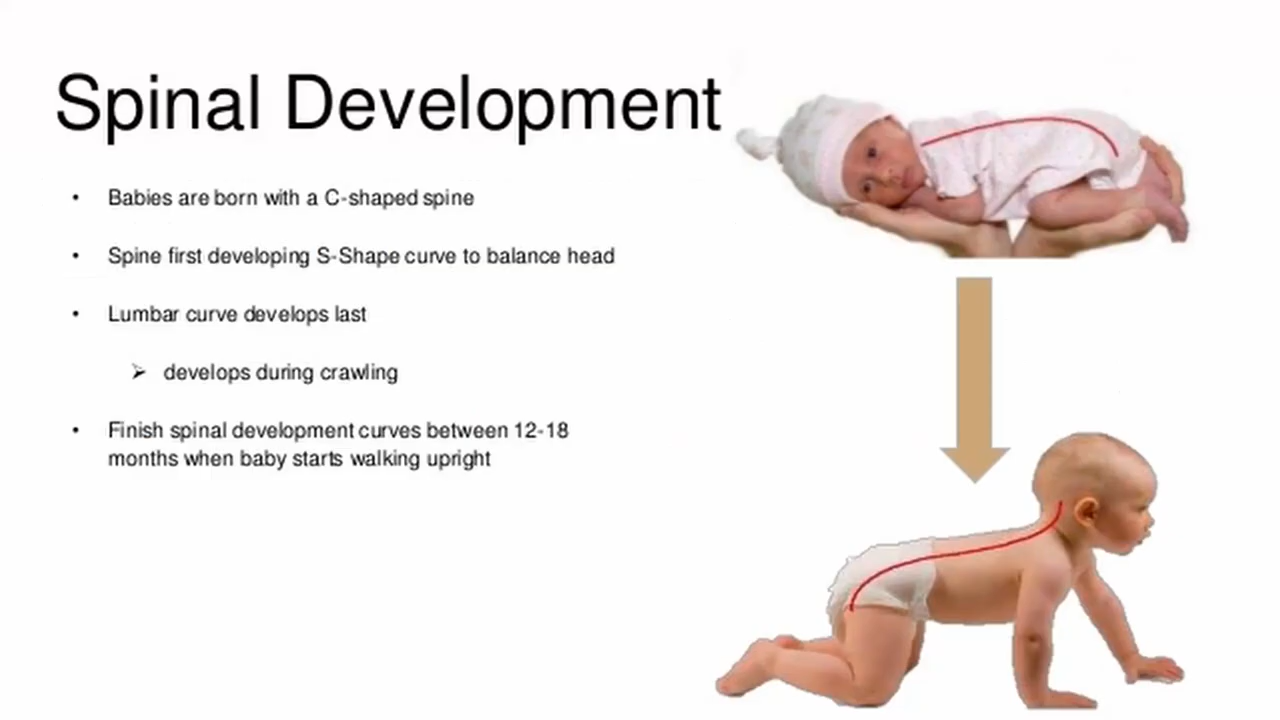 Spinal Development
• Babies are born with a C-shaped spine
• Spine first developing S-Shape curve to balance head
• Lumbar curve develops last
➢ develops during crawling
• Finish spinal development curves between 12-18
months when baby starts walking upright